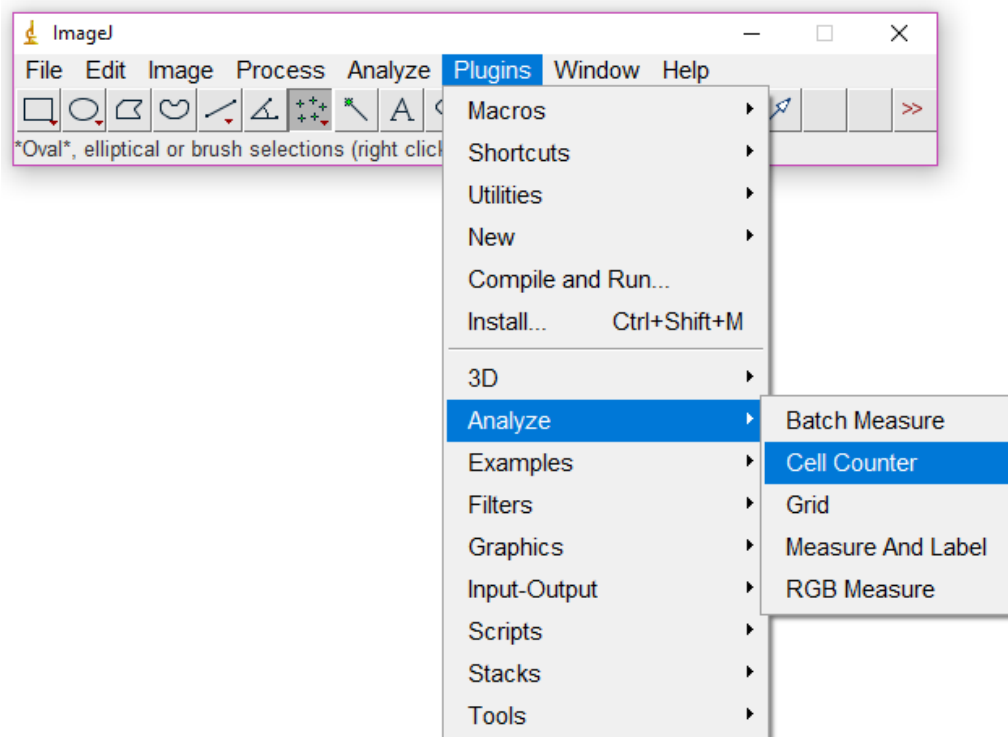 ImageJ
File Edit Image Process Analyze Plugins Window Help
A >>
*Oval*, elliptical or brush selections (right clic
Macros
Shortcuts
Utilities
New
Compile and Run...
Install... Ctrl+Shift+M
3D
Analyze
Examples
Filters
Graphics
Input-Output
Scripts
Stacks
Tools
Batch Measure
Cell Counter
Grid
Measure And Label
RGB Measure